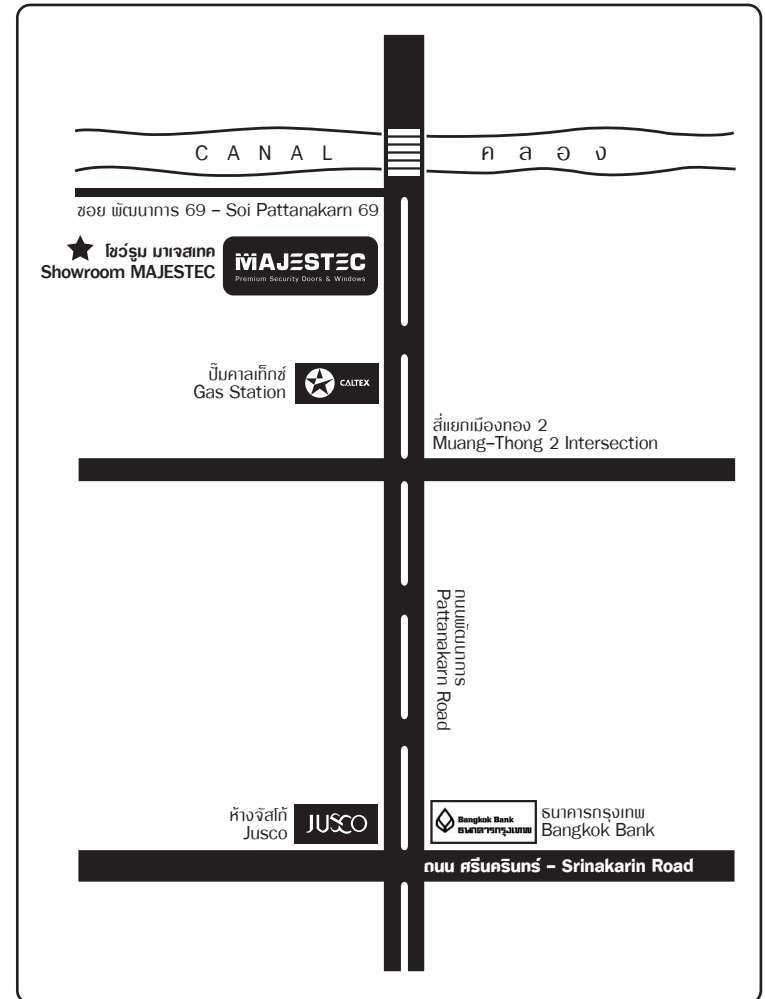 CANAL
คลอง
ซอย พัฒนาการ 69 – Soi Pattanakarn 69
โชว์รูม มาเจสเทค
Showroom MAJESTEC
MAJESTEC
Premium Security Doors & Windows
ปั๊มคาลเท็กซ์
Gas Station
CALTEX
สี่แยกเมืองทอง 2
Muang–Thong 2 Intersection
ถนนพัฒนาการ
Pattanakarn Road
ห้างจัสโก้
Jusco
JUSCO
Bangkok Bank
ธนาคารกรุงเทพ
ธนาคารกรุงเทพ
Bangkok Bank
ถนน ศรีนครินทร์ – Srinakarin Road